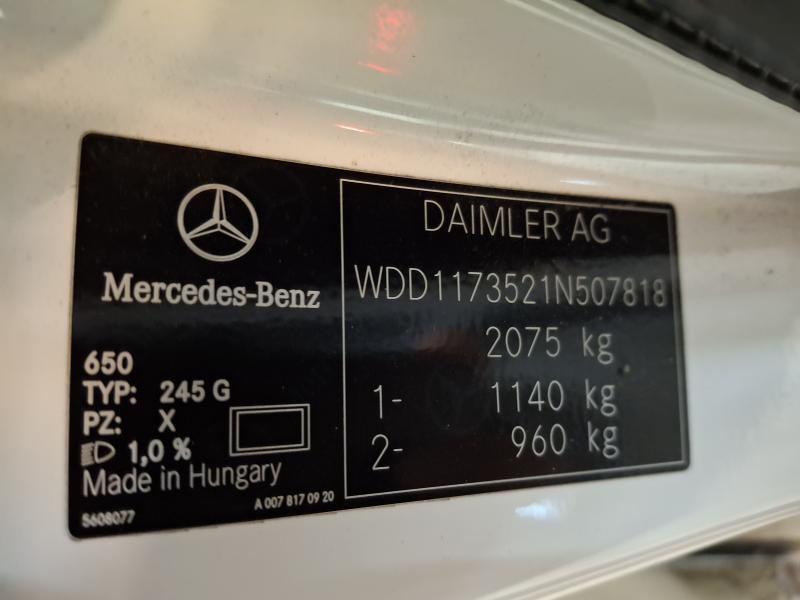 Mercedes-Benz
650
TYP: 245 G
PZ: X
1,0 %
Made in Hungary
A 007 817 09 20
S608077
DAIMLER AG
WDD1173521N507818
2075 kg
1- 1140 kg
2- 960 kg